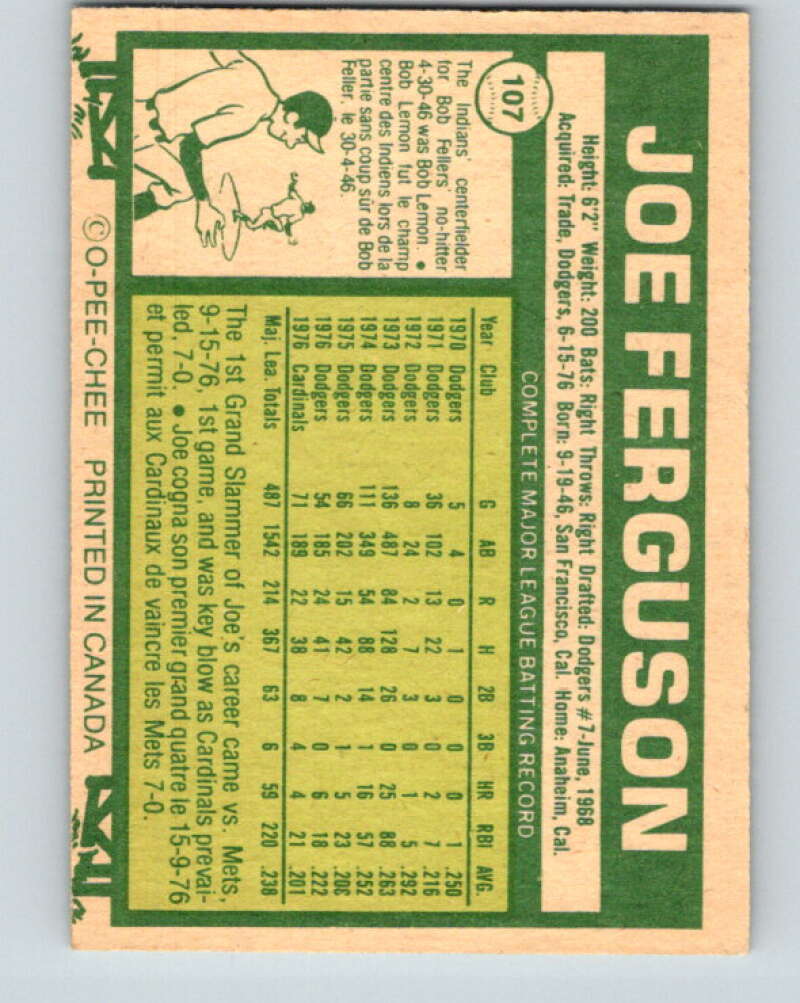 JOE FERGUSON
Height: 6'2" Weight: 200 Bats: Right Throws: Right Drafted: Dodgers #7-June, 1968
Acquired: Trade, Dodgers, 6-15-76 Born: 9-19-46, San Francisco, Cal. Home: Anaheim, Cal.
107
The Indians' centerfielder
for Bob Fellers' no-hitter
4-30-46 was Bob Lemon. ●
Bob Lemon fut le champ
centre des Indiens lors de la
partie sans coup sûr de Bob
Feller, le 30-4-46.
COMPLETE MAJOR LEAGUE BATTING RECORD
Year Club G AB R H 2B 3B HR RBI AVG.
1970 Dodgers 5 4 0 1 0 0 0 1 .250
1971 Dodgers 36 102 13 22 3 0 2 7 .216
1972 Dodgers 8 24 2 7 3 0 1 5 .292
1973 Dodgers 136 487 84 128 26 0 25 88 .263
1974 Dodgers 111 349 54 88 14 1 16 57 .252
1975 Dodgers 66 202 15 42 2 1 5 23 .208
1976 Dodgers 54 185 24 41 7 0 6 18 .222
1976 Cardinals 71 189 22 38 8 4 4 21 .201
Maj. Lea. Totals 487 1542 214 367 63 6 59 220 .238
The 1st Grand Slammer of Joe's career came vs. Mets,
9-15-76, 1st game, and was key blow as Cardinals prevai-
led, 7-0. ● Joe cogna son premier grand quatre le 15-9-76
et permit aux Cardinaux de vaincre les Mets 7-0.
©O-PEE-CHEE PRINTED IN CANADA